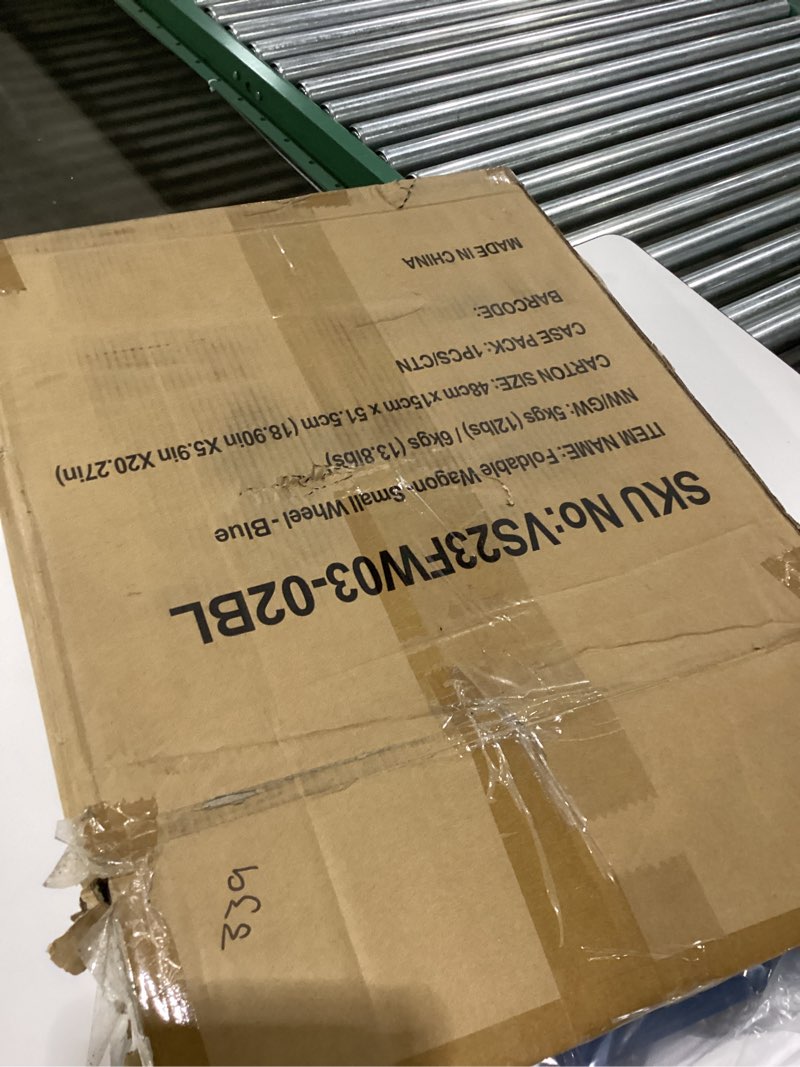 SKU No:VS23FW03-02BL
ITEM NAME: Foldable Wagon-Small Wheel - Blue
NW/GW: 5kgs (12lbs) / 6kgs (13.8lbs)
CARTON SIZE: 48cm x15cm x 51.5cm (18.90in X5.9in X20.27in)
CASE PACK: 1PCS/CTN
BARCODE:
MADE IN CHINA
339